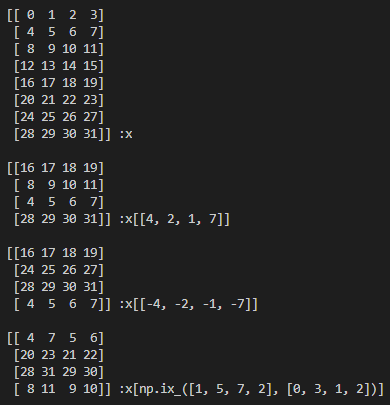 [[ 0  1  2  3]
 [ 4  5  6  7]
 [ 8  9 10 11]
 [12 13 14 15]
 [16 17 18 19]
 [20 21 22 23]
 [24 25 26 27]
 [28 29 30 31]] :x
[[16 17 18 19]
 [ 8  9 10 11]
 [ 4  5  6  7]
 [28 29 30 31]] :x[[4, 2, 1, 7]]
[[16 17 18 19]
 [24 25 26 27]
 [28 29 30 31]
 [ 4  5  6  7]] :x[[-4, -2, -1, -7]]
[[ 4  7  5  6]
 [20 23 21 22]
 [28 31 29 30]
 [ 8 11  9 10]] :x[np.ix_([1, 5, 7, 2], [0, 3, 1, 2])]